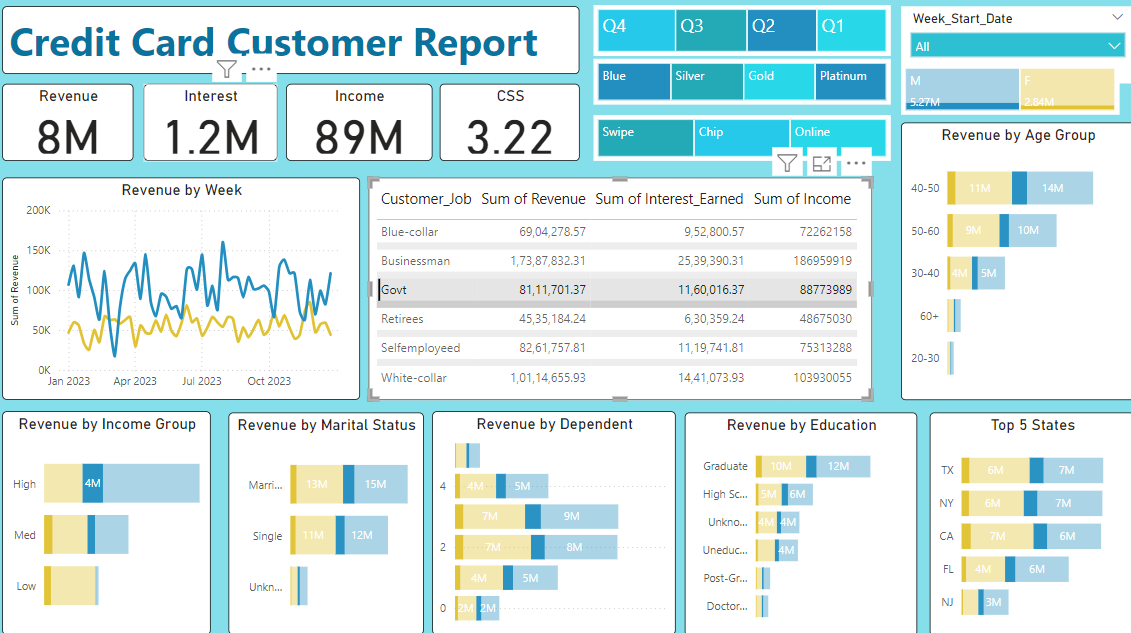 Credit Card Customer Report
Q4
Q3
Q2
Q1
Week_Start_Date
All
Blue
Silver
Gold
Platinum
M
5.27M
F
2.84M
Revenue
8M
Interest
1.2M
Income
89M
CSS
3.22
Swipe
Chip
Online
Revenue by Week
Sum of Revenue
200K
150K
100K
50K
0K
Jan 2023
Apr 2023
Jul 2023
Oct 2023
Customer_Job Sum of Revenue Sum of Interest_Earned Sum of Income
Blue-collar 69,04,278.57 9,52,800.57 72262158
Businessman 1,73,87,832.31 25,39,390.31 186959919
Govt 81,11,701.37 11,60,016.37 88773989
Retirees 45,35,184.24 6,30,359.24 48675030
Selfemployeed 82,61,757.81 11,19,741.81 75313288
White-collar 1,01,14,655.93 14,41,073.93 103930055
Revenue by Age Group
40-50 11M 14M
50-60 9M 10M
30-40 4M 5M
60+
20-30
Revenue by Income Group
High 4M
Med
Low
Revenue by Marital Status
Marri... 13M 15M
Single 11M 12M
Unkn...
Revenue by Dependent
4 4M 5M
7M 9M
2 7M 8M
4M 5M
0 2M 2M
Revenue by Education
Graduate 10M 12M
High Sc... 5M 6M
Unkno... 4M 4M
Uneduc... 4M
Post-Gr...
Doctor...
Top 5 States
TX 6M 7M
NY 6M 7M
CA 7M 6M
FL 4M 6M
NJ 3M